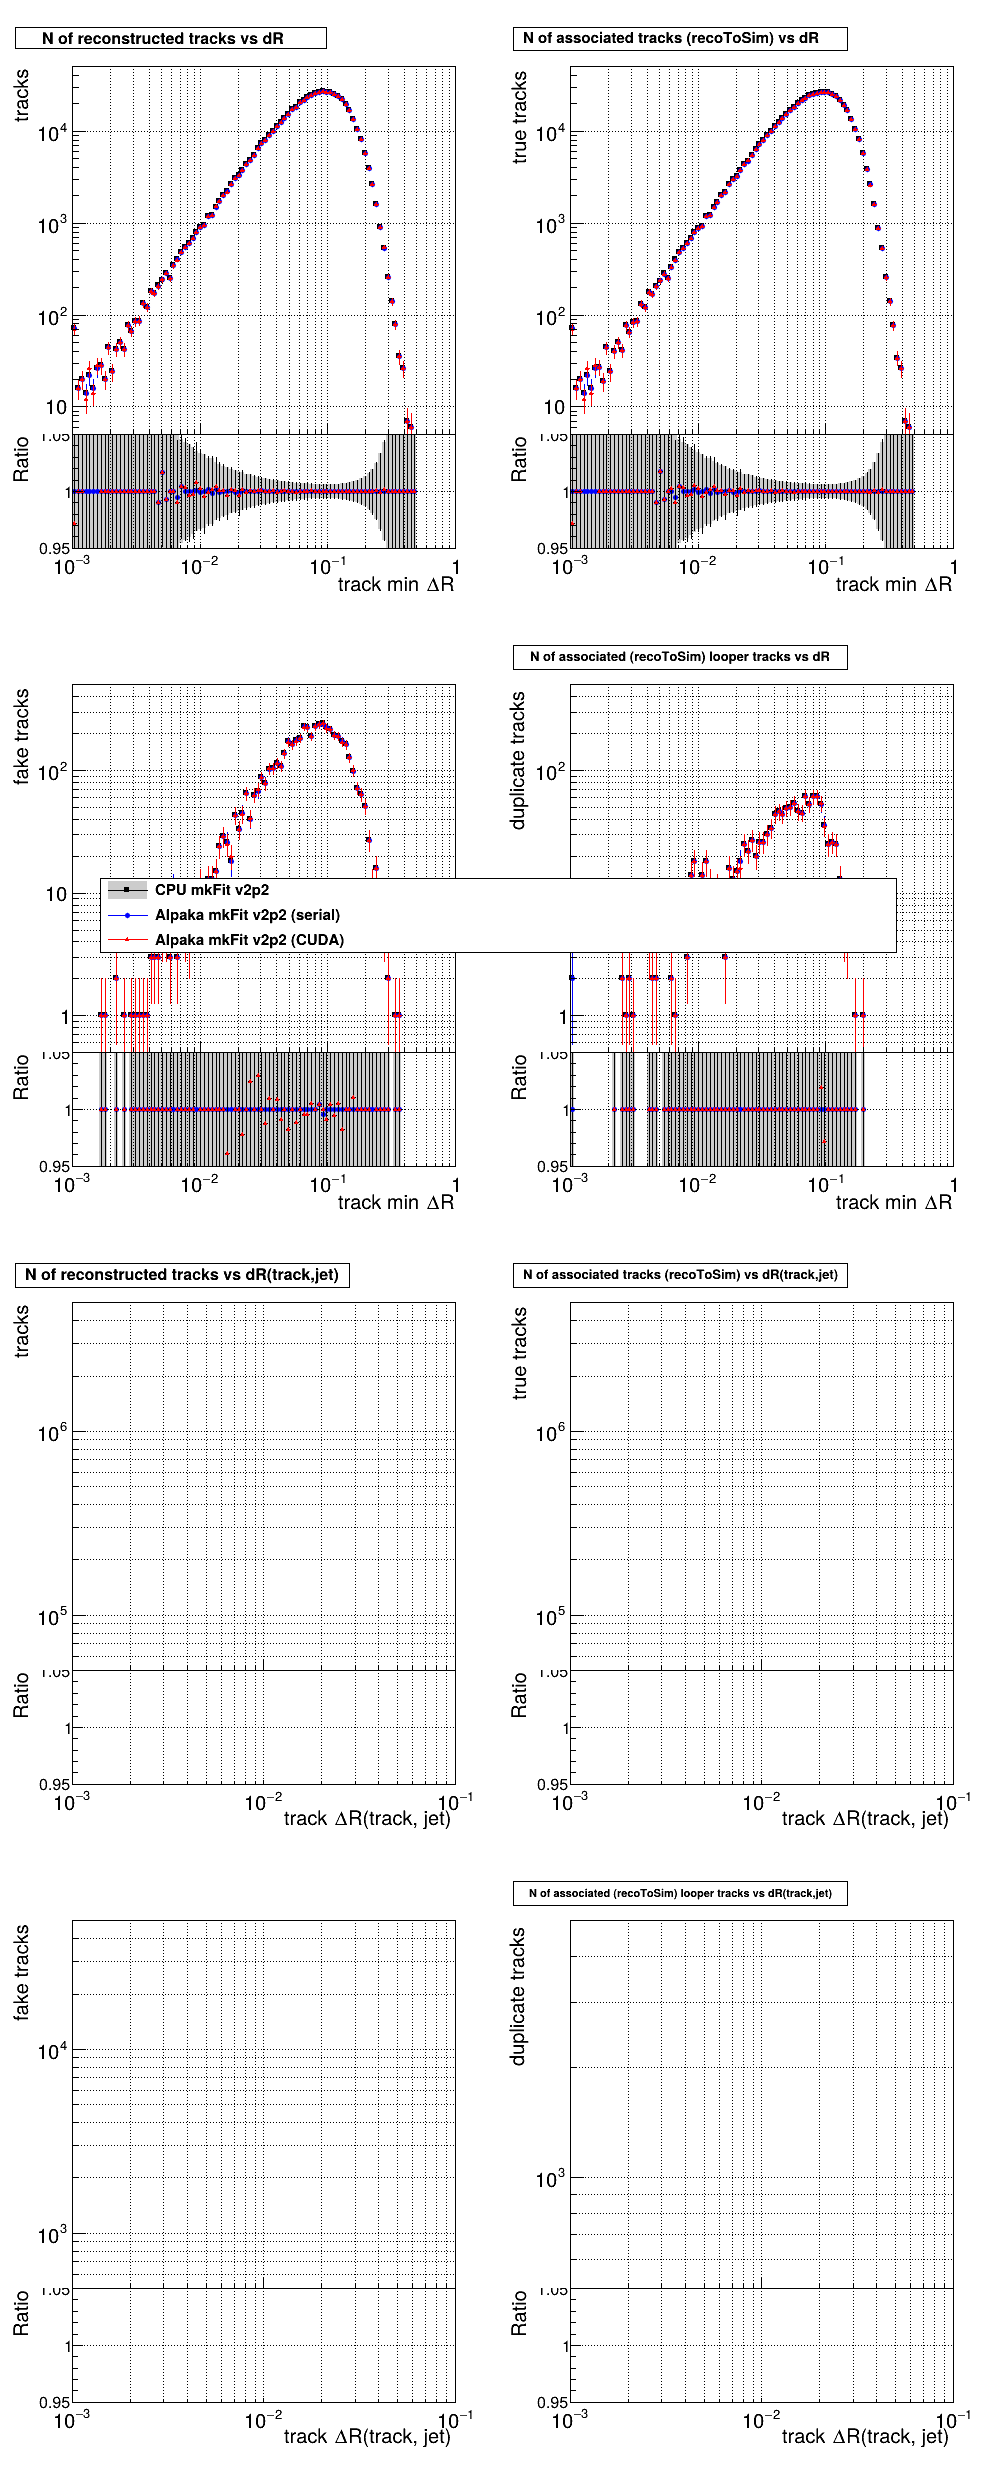 N of reconstructed tracks vs dR
tracks
10^4
10^3
10^2
10
Ratio
1.05
1
0.95
10^−3
10^−2
10^−1
1
track min ΔR
N of associated tracks (recoToSim) vs dR
true tracks
10^4
10^3
10^2
10
Ratio
1.05
1
0.95
10^−3
10^−2
10^−1
1
track min ΔR
fake tracks
10^2
10
1
Ratio
1.05
1
0.95
10^−3
10^−2
10^−1
1
track min ΔR
N of associated (recoToSim) looper tracks vs dR
duplicate tracks
10^2
1
Ratio
1.05
1
0.95
10^−3
10^−2
10^−1
1
track min ΔR
CPU mkFit v2p2
Alpaka mkFit v2p2 (serial)
Alpaka mkFit v2p2 (CUDA)
N of reconstructed tracks vs dR(track,jet)
tracks
10^6
10^5
Ratio
1.05
1
0.95
10^−3
10^−2
10^−1
track ΔR(track, jet)
N of associated tracks (recoToSim) vs dR(track,jet)
true tracks
10^6
10^5
Ratio
1.05
1
0.95
10^−3
10^−2
10^−1
track ΔR(track, jet)
fake tracks
10^4
10^3
Ratio
1.05
1
0.95
10^−3
10^−2
10^−1
track ΔR(track, jet)
N of associated (recoToSim) looper tracks vs dR(track,jet)
duplicate tracks
10^3
Ratio
1.05
1
0.95
10^−3
10^−2
10^−1
track ΔR(track, jet)